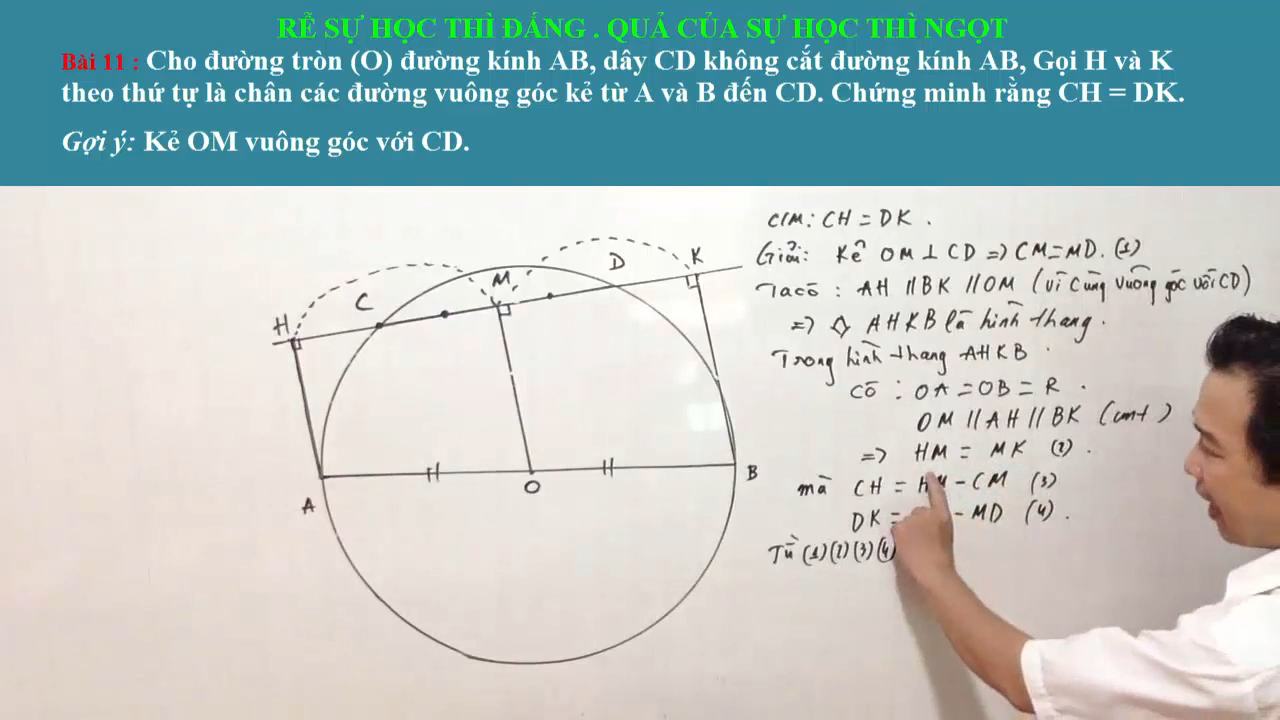 RỄ SỰ HỌC THÌ ĐẮNG . QUẢ CỦA SỰ HỌC THÌ NGỌT
Bài 11 : Cho đường tròn (O) đường kính AB, dây CD không cắt đường kính AB, Gọi H và K
theo thứ tự là chân các đường vuông góc kẻ từ A và B đến CD. Chứng minh rằng CH = DK.
Gợi ý: Kẻ OM vuông góc với CD.
C/M: CH = DK .
Giải: Kẻ OM ⊥ CD => CM=MD. (1)
Ta có : AH // BK // OM (vì cùng vuông góc với CD)
=> ◇ AHKB là hình thang .
Trong hình thang AHKB .
có : OA = OB = R .
OM // AH // BK (cmt)
=> HM = MK (2) .
mà CH = HM - CM (3)
DK = - MD (4) .
Từ (1)(2)(3)(4)
H
C
M
D
K
A
O
B